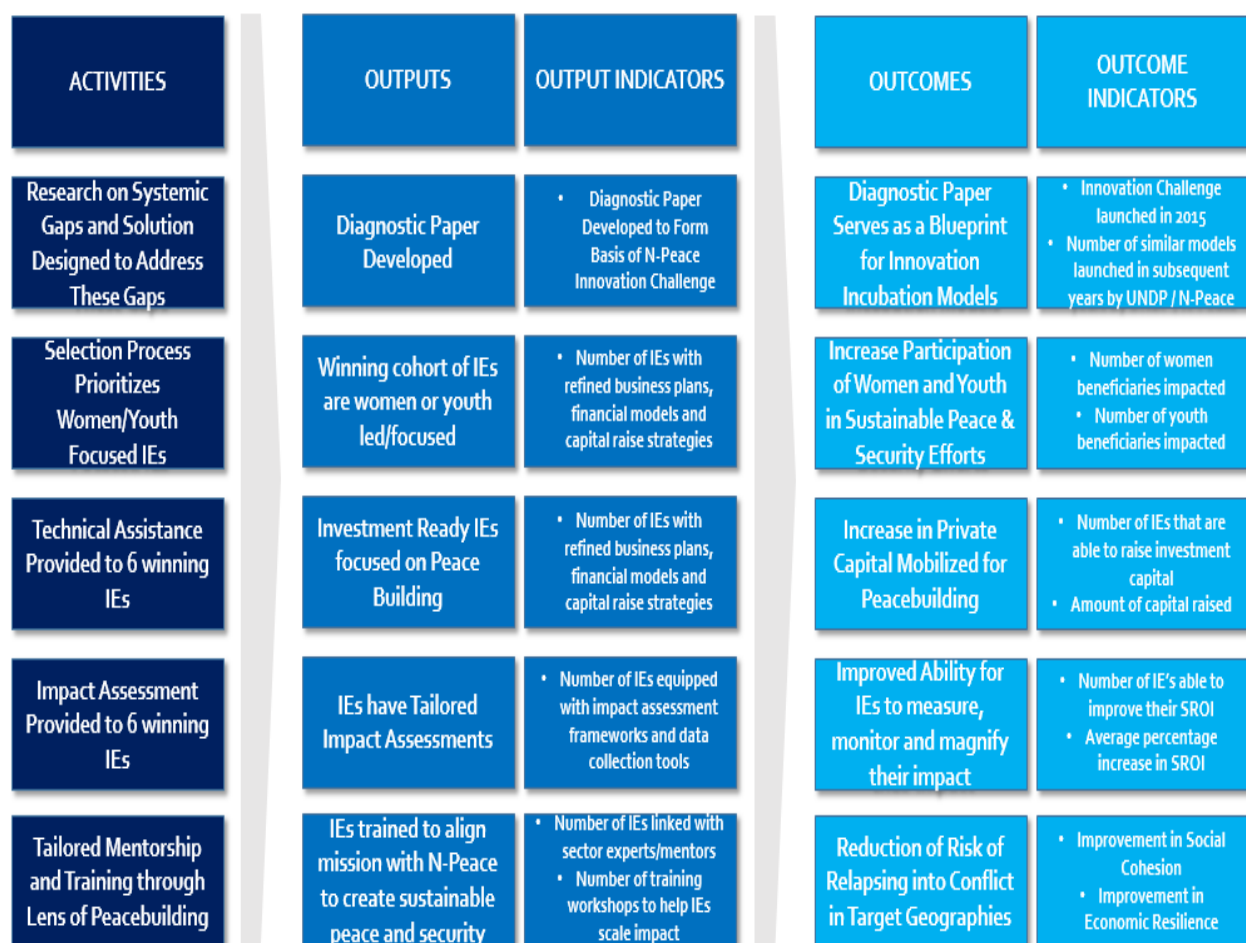 ACTIVITIES
OUTPUTS
OUTPUT INDICATORS
OUTCOMES
OUTCOME
INDICATORS
Research on Systemic
Gaps and Solution
Designed to Address
These Gaps
Diagnostic Paper
Developed
• Diagnostic Paper
Developed to Form
Basis of N-Peace
Innovation Challenge
Diagnostic Paper
Serves as a Blueprint
for Innovation
Incubation Models
• Innovation Challenge
launched in 2015
• Number of similar models
launched in subsequent
years by UNDP / N-Peace
Selection Process
Prioritizes
Women/Youth
Focused IEs
Winning cohort of IEs
are women or youth
led/focused
• Number of IEs with
refined business plans,
financial models and
capital raise strategies
Increase Participation
of Women and Youth
in Sustainable Peace &
Security Efforts
• Number of women
beneficiaries impacted
• Number of youth
beneficiaries impacted
Technical Assistance
Provided to 6 winning
IEs
Investment Ready IEs
focused on Peace
Building
• Number of IEs with
refined business plans,
financial models and
capital raise strategies
Increase in Private
Capital Mobilized for
Peacebuilding
• Number of IEs that are
able to raise investment
capital
• Amount of capital raised
Impact Assessment
Provided to 6 winning
IEs
IEs have Tailored
Impact Assessments
• Number of IEs equipped
with impact assessment
frameworks and data
collection tools
Improved Ability for
IEs to measure,
monitor and magnify
their impact
• Number of IE's able to
improve their SROI
• Average percentage
increase in SROI
Tailored Mentorship
and Training through
Lens of Peacebuilding
IEs trained to align
mission with N-Peace
to create sustainable
peace and security
• Number of IEs linked with
sector experts/mentors
• Number of training
workshops to help IEs
scale impact
Reduction of Risk of
Relapsing into Conflict
in Target Geographies
• Improvement in Social
Cohesion
• Improvement in
Economic Resilience